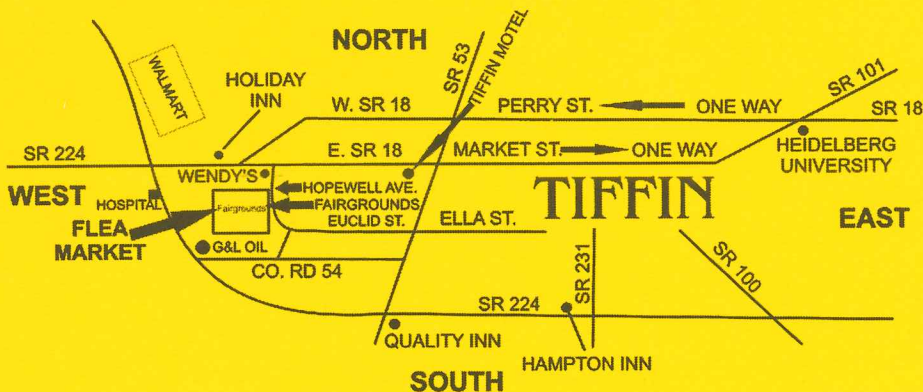 NORTH
SR 53
TIFFIN MOTEL
WALMART
HOLIDAY
INN
SR 101
W. SR 18
PERRY ST.
ONE WAY
SR 18
SR 224
E. SR 18
MARKET ST.
ONE WAY
HEIDELBERG
UNIVERSITY
WEST
WENDY'S
HOSPITAL
Fairgrounds
HOPEWELL AVE.
FAIRGROUNDS
EUCLID ST.
ELLA ST.
TIFFIN
EAST
FLEA
MARKET
G&L OIL
CO. RD 54
SR 231
SR 100
SR 224
QUALITY INN
HAMPTON INN
SOUTH